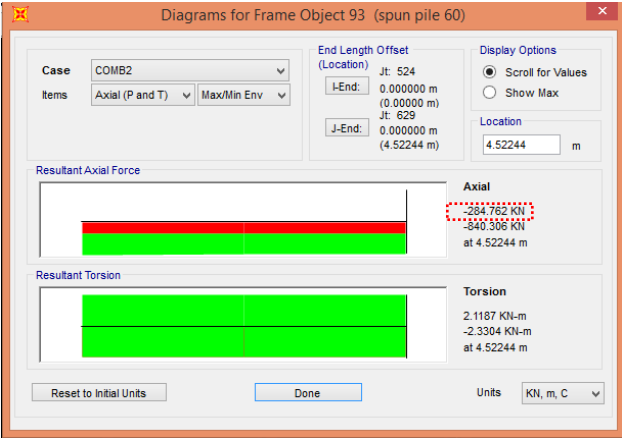 Diagrams for Frame Object 93 (spun pile 60)
x
Case COMB2
Items Axial (P and T) Max/Min Env
End Length Offset
(Location)
Jt: 524
I-End: 0.000000 m
(0.00000 m)
Jt: 629
J-End: 0.000000 m
(4.52244 m)
Display Options
Scroll for Values
Show Max
Location
4.52244 m
Resultant Axial Force
Axial
-284.762 KN
-840.306 KN
at 4.52244 m
Resultant Torsion
Torsion
2.1187 KN-m
-2.3304 KN-m
at 4.52244 m
Reset to Initial Units Done Units KN, m, C